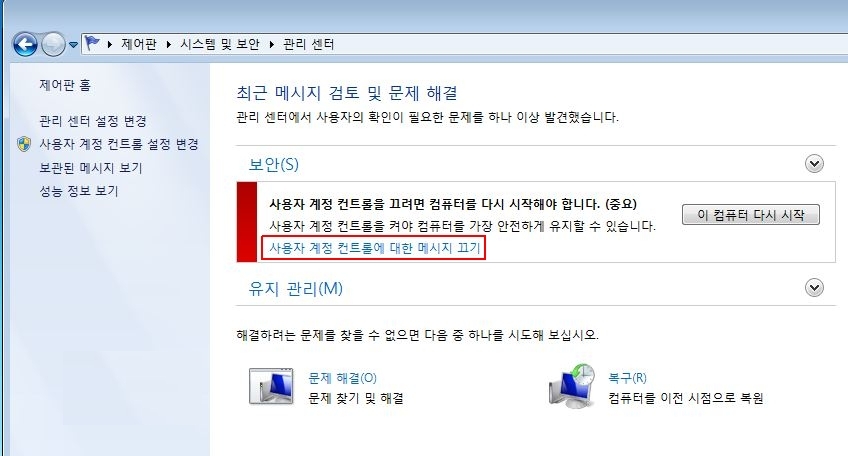 제어판 ▶ 시스템 및 보안 ▶ 관리 센터
제어판 홈
관리 센터 설정 변경
사용자 계정 컨트롤 설정 변경
보관된 메시지 보기
성능 정보 보기
최근 메시지 검토 및 문제 해결
관리 센터에서 사용자의 확인이 필요한 문제를 하나 이상 발견했습니다.
보안(S)
사용자 계정 컨트롤을 끄려면 컴퓨터를 다시 시작해야 합니다. (중요)
사용자 계정 컨트롤을 켜야 컴퓨터를 가장 안전하게 유지할 수 있습니다.
이 컴퓨터 다시 시작
사용자 계정 컨트롤에 대한 메시지 끄기
유지 관리(M)
해결하려는 문제를 찾을 수 없으면 다음 중 하나를 시도해 보십시오.
문제 해결(O)
문제 찾기 및 해결
복구(R)
컴퓨터를 이전 시점으로 복원